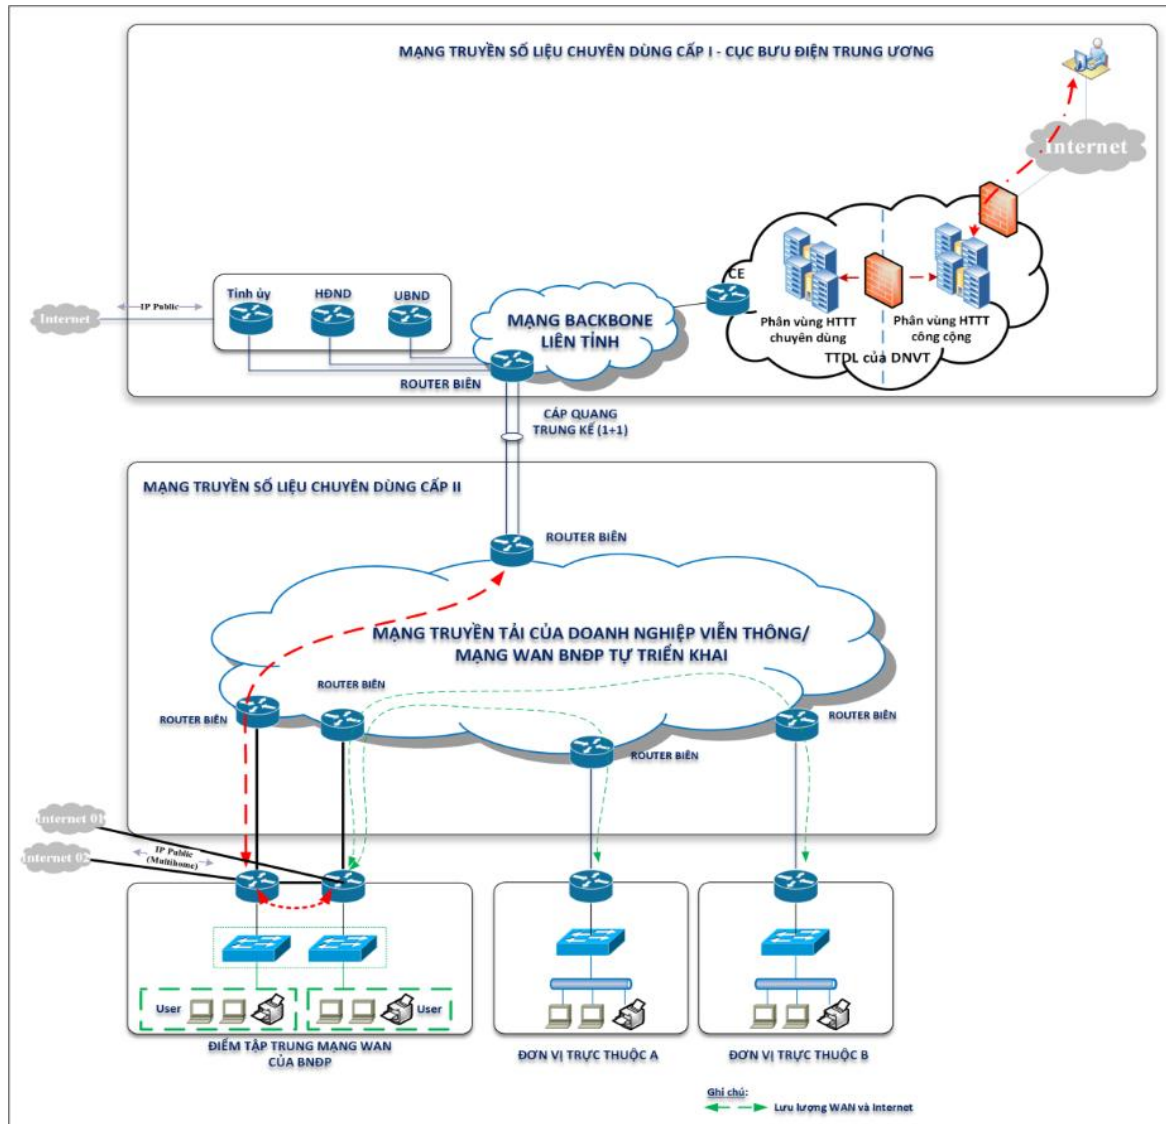 MẠNG TRUYỀN SỐ LIỆU CHUYÊN DÙNG CẤP I - CỤC BƯU ĐIỆN TRUNG ƯƠNG
Internet
Tỉnh ủy
HĐND
UBND
IP Public
Internet
MẠNG BACKBONE
LIÊN TỈNH
CE
Phân vùng HTTT
chuyên dùng
Phân vùng HTTT
công cộng
TTDL của DNVT
ROUTER BIÊN
CÁP QUANG
TRUNG KẾ (1+1)
MẠNG TRUYỀN SỐ LIỆU CHUYÊN DÙNG CẤP II
ROUTER BIÊN
MẠNG TRUYỀN TẢI CỦA DOANH NGHIỆP VIỄN THÔNG/
MẠNG WAN BNĐP TỰ TRIỂN KHAI
ROUTER BIÊN
ROUTER BIÊN
ROUTER BIÊN
ROUTER BIÊN
Internet 01
Internet 02
IP Public
(Multihome)
User
User
ĐIỂM TẬP TRUNG MẠNG WAN
CỦA BNĐP
ĐƠN VỊ TRỰC THUỘC A
ĐƠN VỊ TRỰC THUỘC B
Ghi chú:
Lưu lượng WAN và Internet